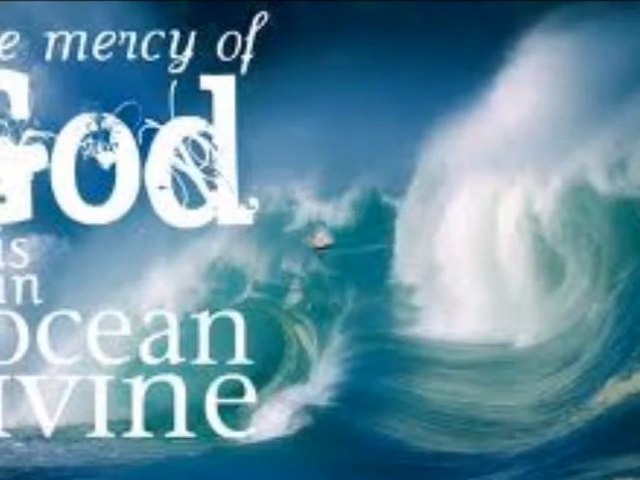 e mercy of
God
is
in
ocean
ivine